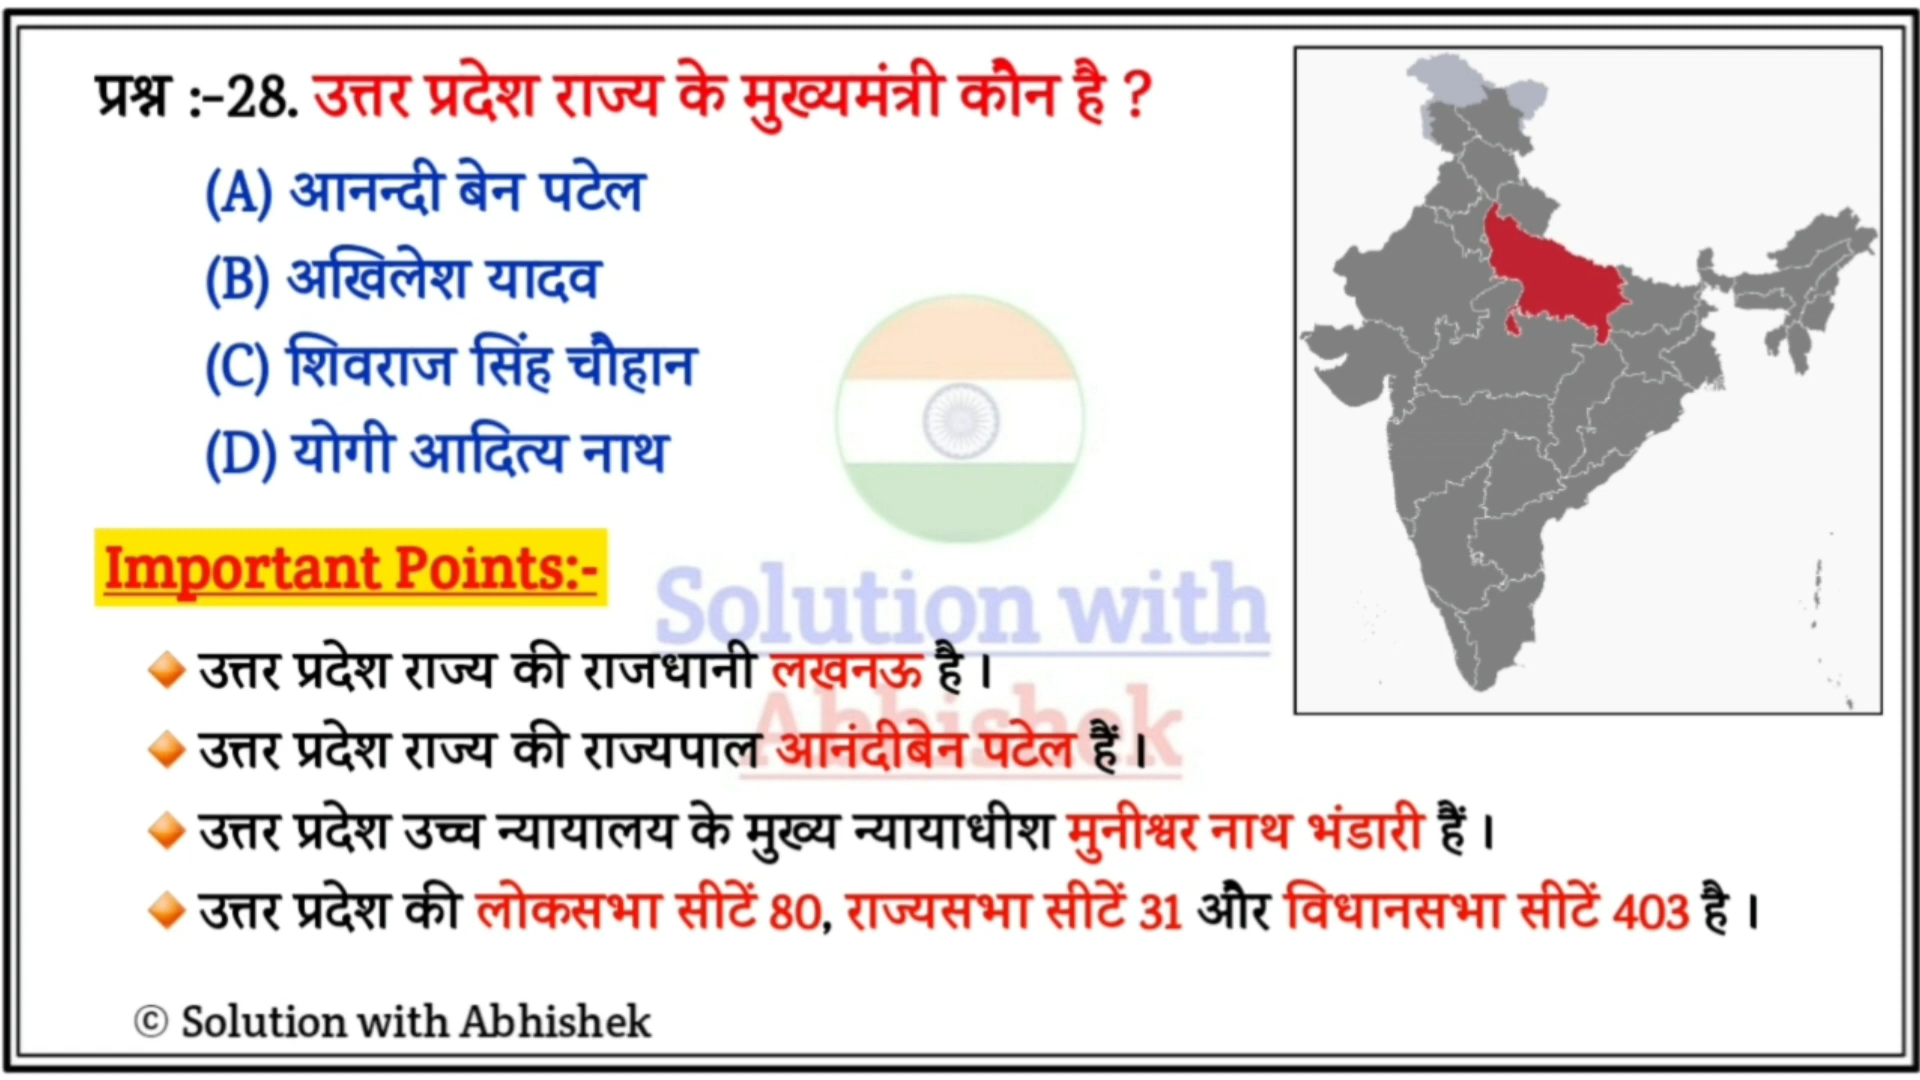 प्रश्न :-28. उत्तर प्रदेश राज्य के मुख्यमंत्री कौन है ?
(A) आनन्दी बेन पटेल
(B) अखिलेश यादव
(C) शिवराज सिंह चौहान
(D) योगी आदित्य नाथ
Important Points:-
Solution with
Abhishek
उत्तर प्रदेश राज्य की राजधानी लखनऊ है ।
उत्तर प्रदेश राज्य की राज्यपाल आनंदीबेन पटेल हैं ।
उत्तर प्रदेश उच्च न्यायालय के मुख्य न्यायाधीश मुनीश्वर नाथ भंडारी हैं ।
उत्तर प्रदेश की लोकसभा सीटें 80, राज्यसभा सीटें 31 और विधानसभा सीटें 403 है ।
© Solution with Abhishek